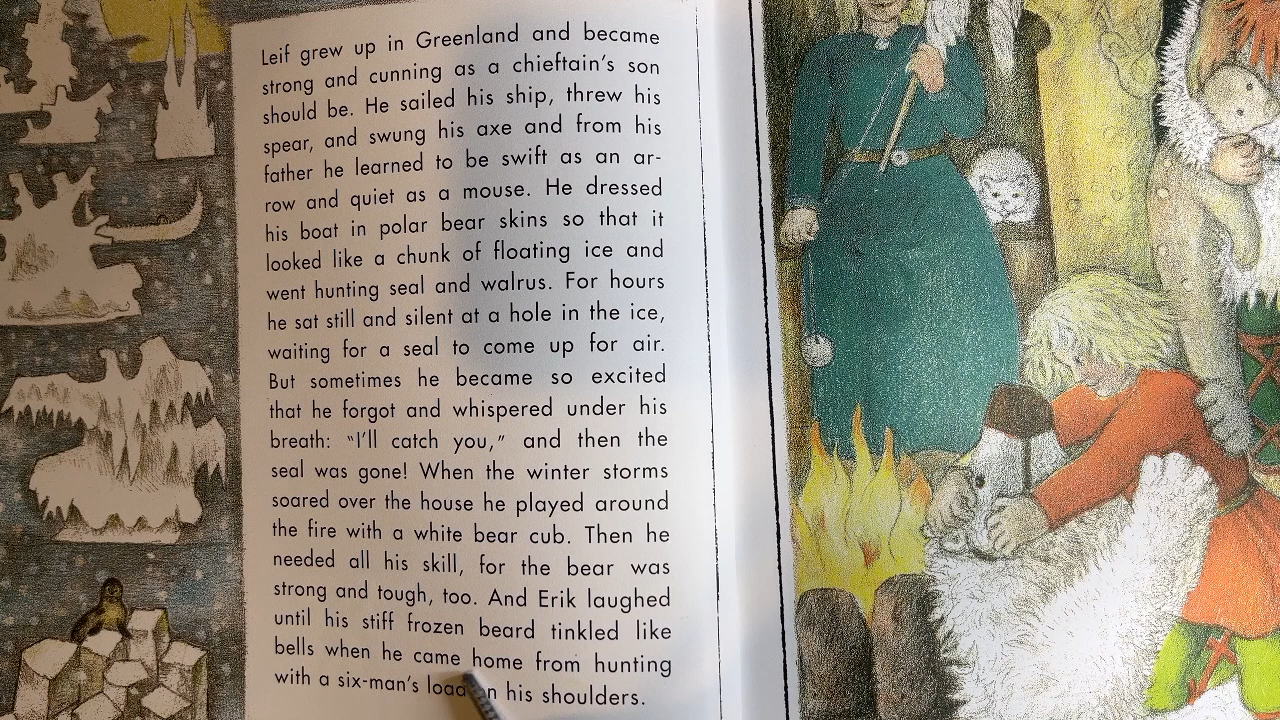 Leif grew up in Greenland and became
strong and cunning as a chieftain's son
should be. He sailed his ship, threw his
spear, and swung his axe and from his
father he learned to be swift as an ar-
row and quiet as a mouse. He dressed
his boat in polar bear skins so that it
looked like a chunk of floating ice and
went hunting seal and walrus. For hours
he sat still and silent at a hole in the ice,
waiting for a seal to come up for air.
But sometimes he became so excited
that he forgot and whispered under his
breath: “I'll catch you,” and then the
seal was gone! When the winter storms
soared over the house he played around
the fire with a white bear cub. Then he
needed all his skill, for the bear was
strong and tough, too. And Erik laughed
until his stiff frozen beard tinkled like
bells when he came home from hunting
with a six-man's load on his shoulders.